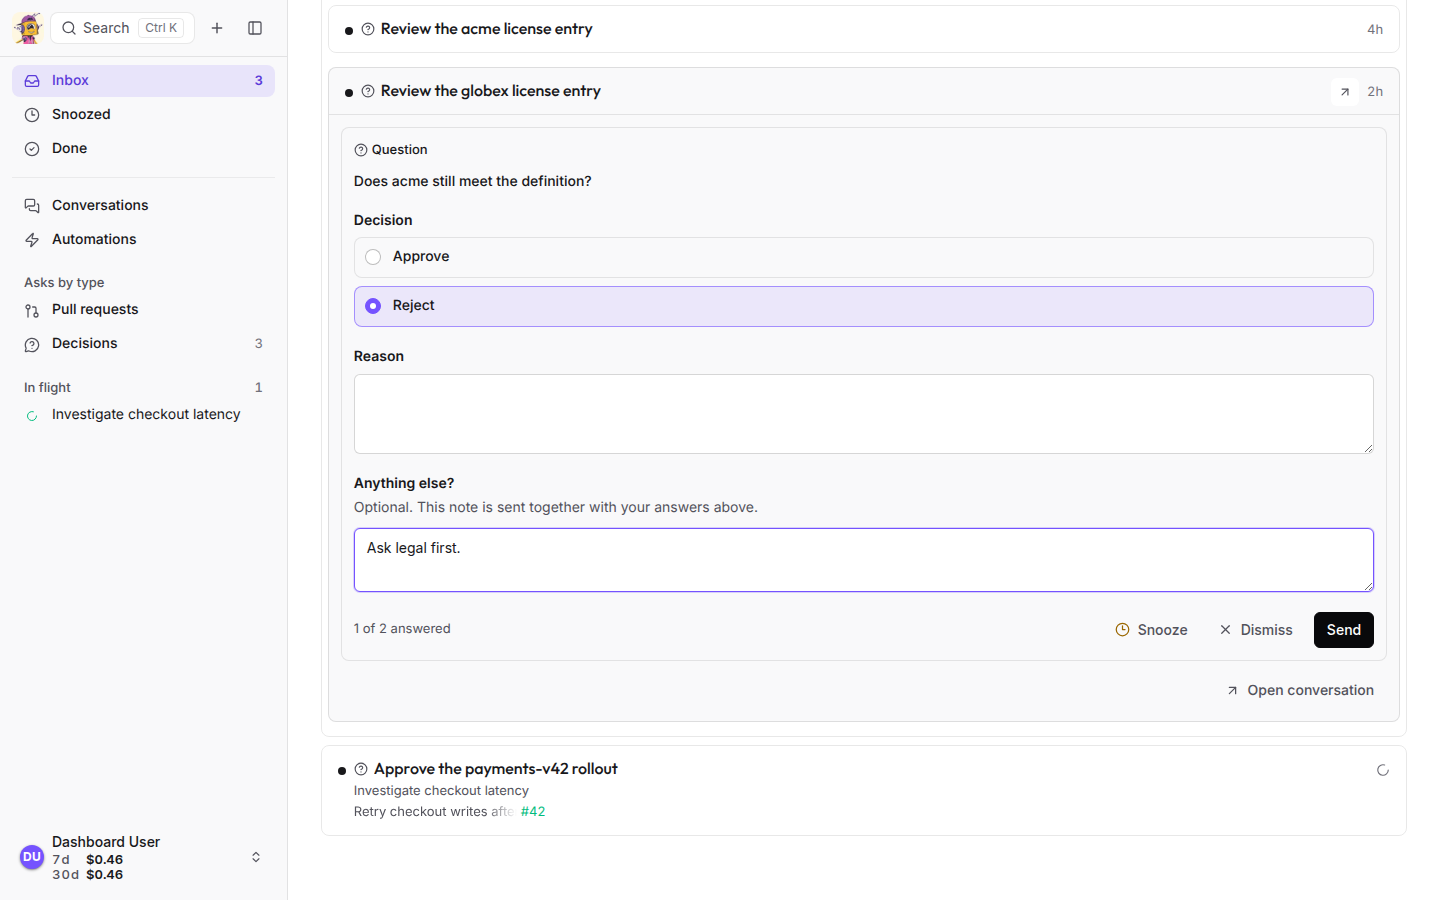 Search Ctrl K
Inbox 3
Snoozed
Done
Conversations
Automations
Asks by type
Pull requests
Decisions 3
In flight 1
Investigate checkout latency
DU Dashboard User
7d $0.46
30d $0.46
Review the acme license entry 4h
Review the globex license entry 2h
Question
Does acme still meet the definition?
Decision
Approve
Reject
Reason
Anything else?
Optional. This note is sent together with your answers above.
Ask legal first.
1 of 2 answered Snooze Dismiss Send
Open conversation
Approve the payments-v42 rollout
Investigate checkout latency
Retry checkout writes afte #42